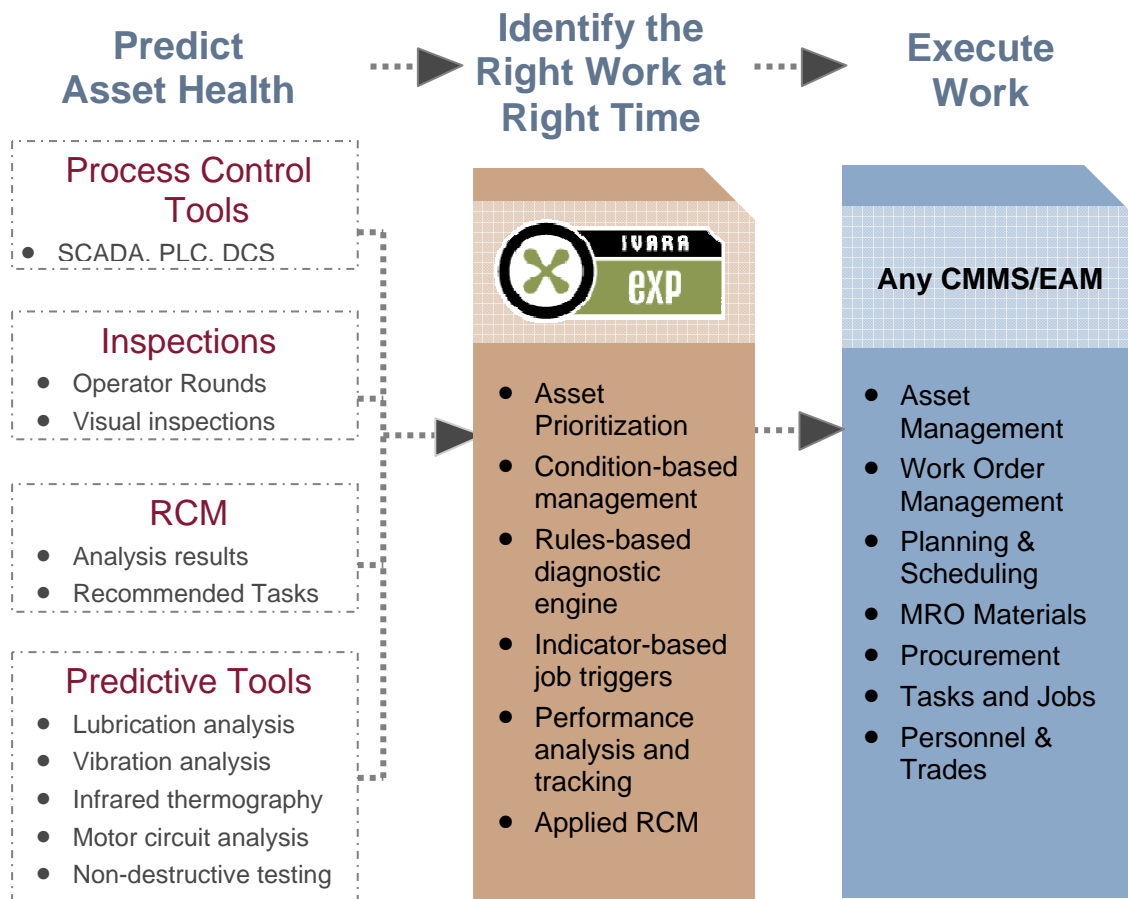 Predict
Asset Health
Identify the
Right Work at
Right Time
Execute
Work
Process Control
Tools
• SCADA, PLC, DCS
Inspections
• Operator Rounds
• Visual inspections
RCM
• Analysis results
• Recommended Tasks
Predictive Tools
• Lubrication analysis
• Vibration analysis
• Infrared thermography
• Motor circuit analysis
• Non-destructive testing
IVARA
exp
• Asset
Prioritization
• Condition-based
management
• Rules-based
diagnostic
engine
• Indicator-based
job triggers
• Performance
analysis and
tracking
• Applied RCM
Any CMMS/EAM
• Asset
Management
• Work Order
Management
• Planning &
Scheduling
• MRO Materials
• Procurement
• Tasks and Jobs
• Personnel &
Trades